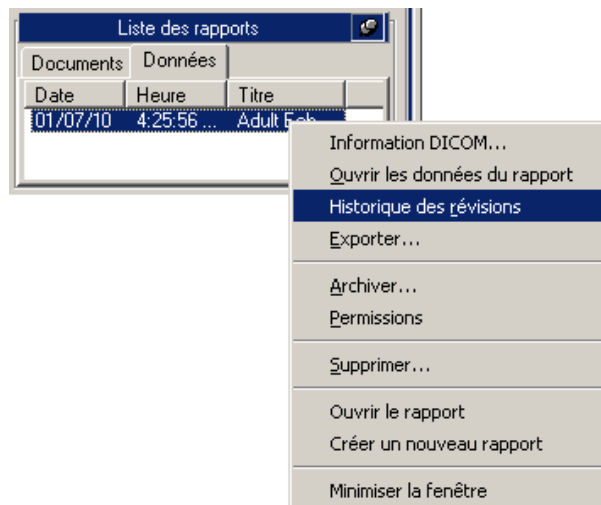 Liste des rapports
Documents Données
Date Heure Titre
01/07/10 4:25:56 ... Adult
Information DICOM...
Ouvrir les données du rapport
Historique des révisions
Exporter...
Archiver...
Permissions
Supprimer...
Ouvrir le rapport
Créer un nouveau rapport
Minimiser la fenêtre